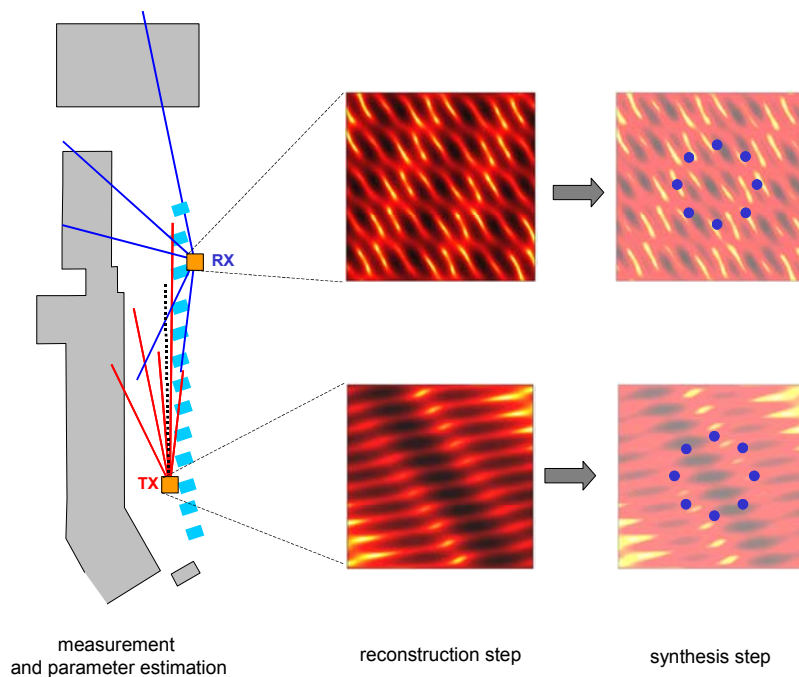 RX
TX
measurement
and parameter estimation
reconstruction step
synthesis step